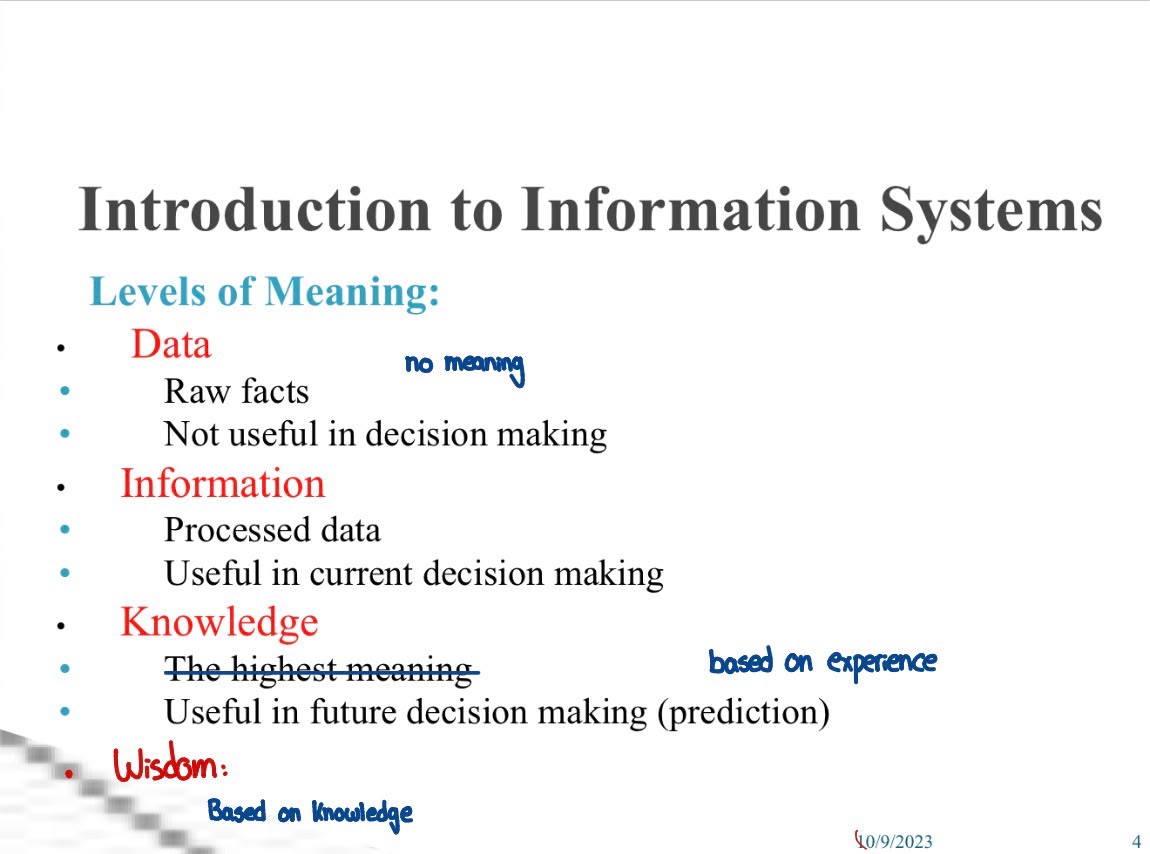 Introduction to Information Systems
Levels of Meaning:
• Data
no meaning
• Raw facts
• Not useful in decision making
• Information
• Processed data
• Useful in current decision making
• Knowledge
• The highest meaning
based on experience
• Useful in future decision making (prediction)
• Wisdom:
Based on Knowledge
10/9/2023 4